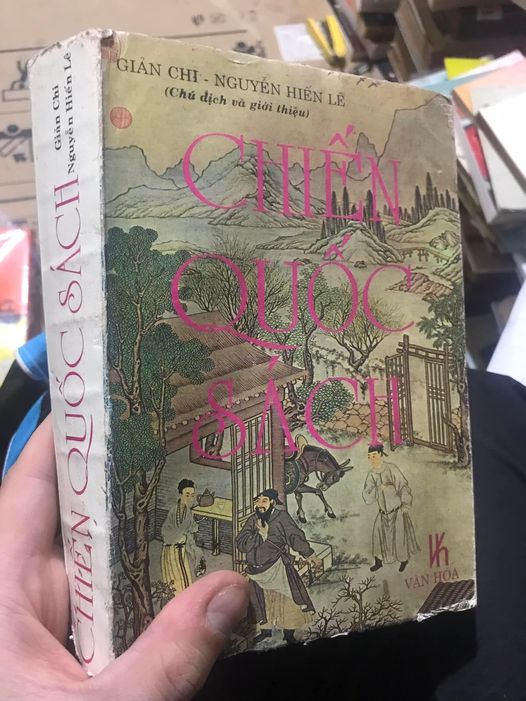 GIẢN CHI - NGUYỄN HIẾN LÊ
(Chú dịch và giới thiệu)
CHIẾN
QUỐC
SÁCH
VĂN HÓA
Giản Chi
Nguyễn Hiến Lê
CHIẾN QUỐC SÁCH